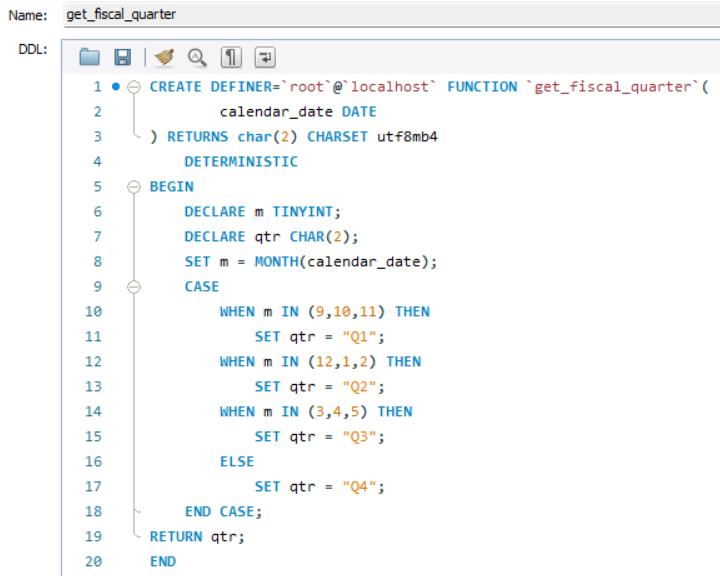 Name: get_fiscal_quarter
DDL:
1 CREATE DEFINER=`root`@`localhost` FUNCTION `get_fiscal_quarter`(
2 calendar_date DATE
3 ) RETURNS char(2) CHARSET utf8mb4
4 DETERMINISTIC
5 BEGIN
6 DECLARE m TINYINT;
7 DECLARE qtr CHAR(2);
8 SET m = MONTH(calendar_date);
9 CASE
10 WHEN m IN (9,10,11) THEN
11 SET qtr = "Q1";
12 WHEN m IN (12,1,2) THEN
13 SET qtr = "Q2";
14 WHEN m IN (3,4,5) THEN
15 SET qtr = "Q3";
16 ELSE
17 SET qtr = "Q4";
18 END CASE;
19 RETURN qtr;
20 END